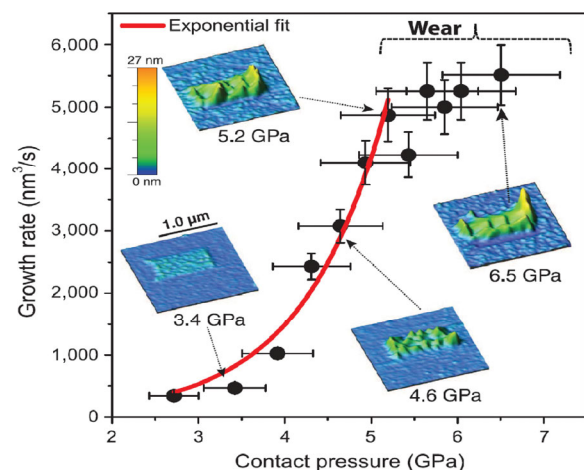 Exponential fit
Wear
27 nm
0 nm
5.2 GPa
1.0 μm
3.4 GPa
4.6 GPa
6.5 GPa
6,000
5,000
4,000
3,000
2,000
1,000
0
Growth rate (nm³/s)
2 3 4 5 6 7
Contact pressure (GPa)